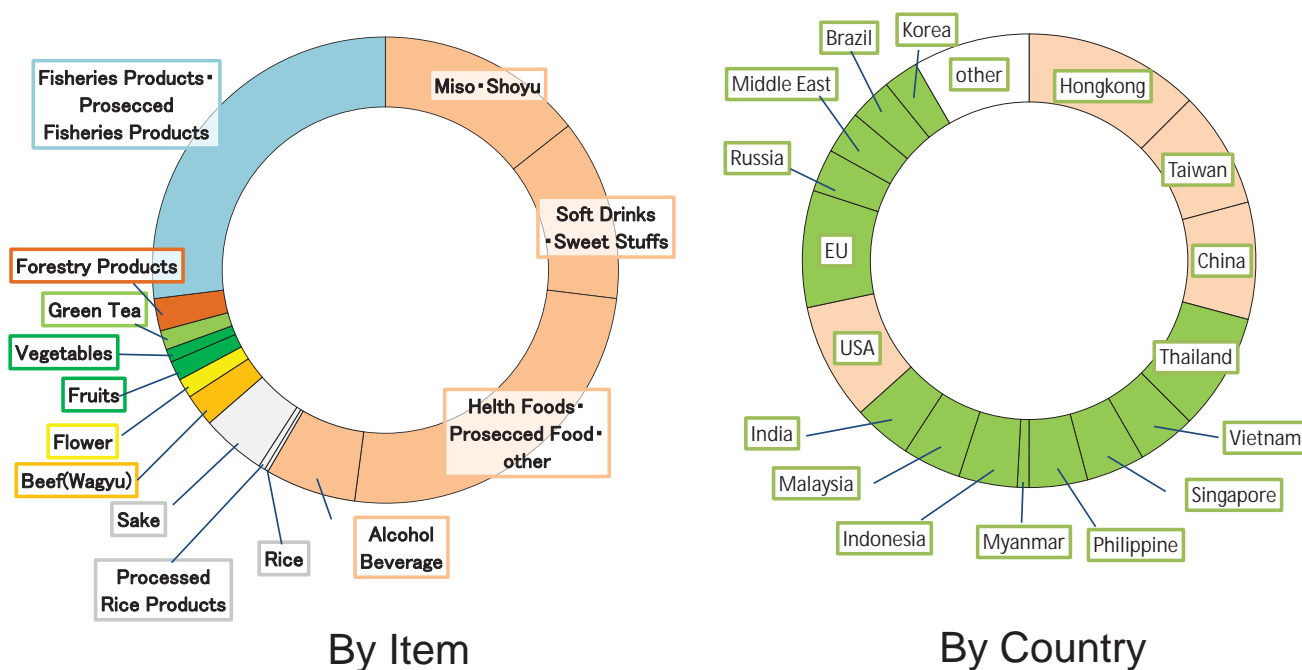 Fisheries Products・
Prosecced
Fisheries Products
Miso・Shoyu
Soft Drinks
・Sweet Stuffs
Forestry Products
Green Tea
Vegetables
Fruits
Flower
Beef(Wagyu)
Sake
Processed
Rice Products
Rice
Alcohol
Beverage
Helth Foods・
Prosecced Food・
other
By Item
Korea
Brazil
other
Hongkong
Middle East
Taiwan
Russia
EU
China
USA
Thailand
India
Vietnam
Malaysia
Singapore
Indonesia
Myanmar
Philippine
By Country